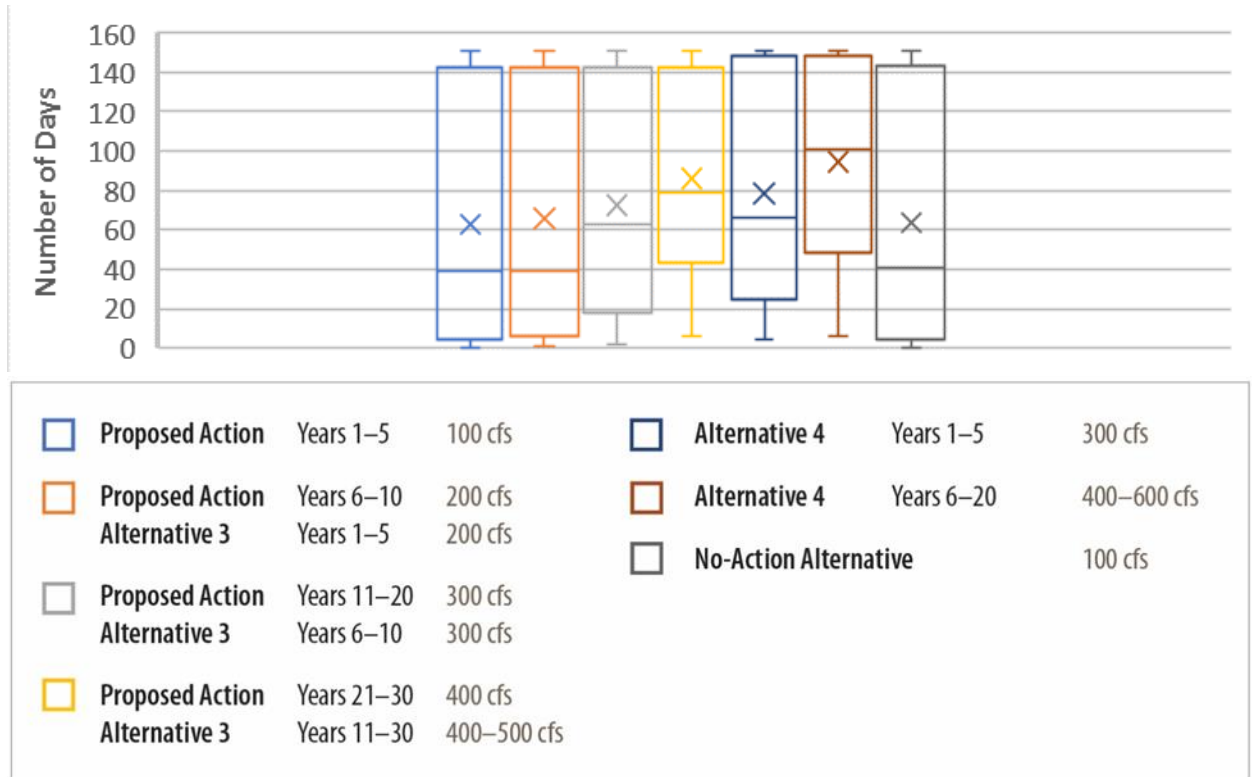 Number of Days
160
140
120
100
80
60
40
20
0
Proposed Action Years 1–5 100 cfs
Proposed Action Years 6–10 200 cfs
Alternative 3 Years 1–5 200 cfs
Proposed Action Years 11–20 300 cfs
Alternative 3 Years 6–10 300 cfs
Proposed Action Years 21–30 400 cfs
Alternative 3 Years 11–30 400–500 cfs
Alternative 4 Years 1–5 300 cfs
Alternative 4 Years 6–20 400–600 cfs
No-Action Alternative 100 cfs